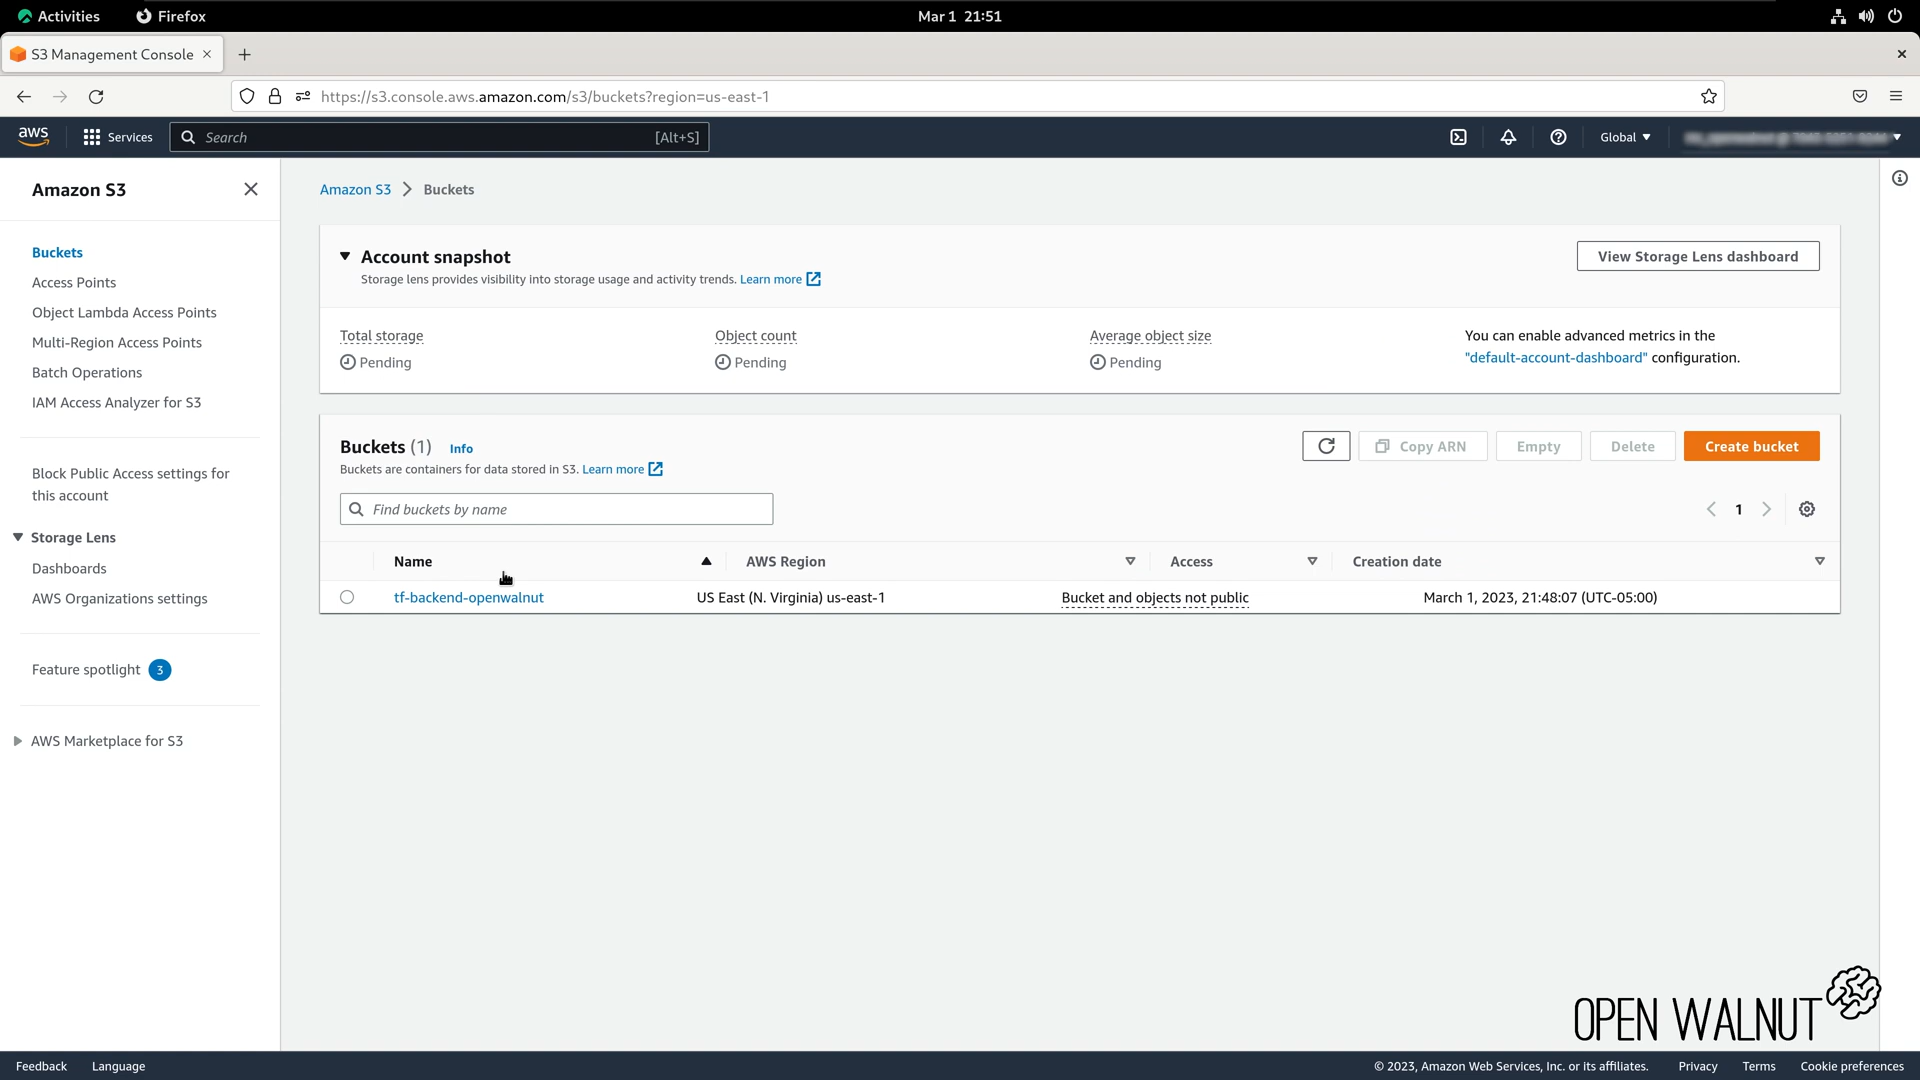 Activities
Firefox
Mar 1 21:51
S3 Management Console
https://s3.console.aws.amazon.com/s3/buckets?region=us-east-1
aws
Services
Search
[Alt+S]
Global
Amazon S3
Buckets
Access Points
Object Lambda Access Points
Multi-Region Access Points
Batch Operations
IAM Access Analyzer for S3
Block Public Access settings for
this account
Storage Lens
Dashboards
AWS Organizations settings
Feature spotlight 3
AWS Marketplace for S3
Amazon S3 Buckets
Account snapshot
Storage lens provides visibility into storage usage and activity trends. Learn more
View Storage Lens dashboard
Total storage
Pending
Object count
Pending
Average object size
Pending
You can enable advanced metrics in the
"default-account-dashboard" configuration.
Buckets (1) Info
Buckets are containers for data stored in S3. Learn more
Copy ARN
Empty
Delete
Create bucket
Find buckets by name
1
Name AWS Region Access Creation date
tf-backend-openwalnut US East (N. Virginia) us-east-1 Bucket and objects not public March 1, 2023, 21:48:07 (UTC-05:00)
OPEN WALNUT
Feedback Language
© 2023, Amazon Web Services, Inc. or its affiliates. Privacy Terms Cookie preferences